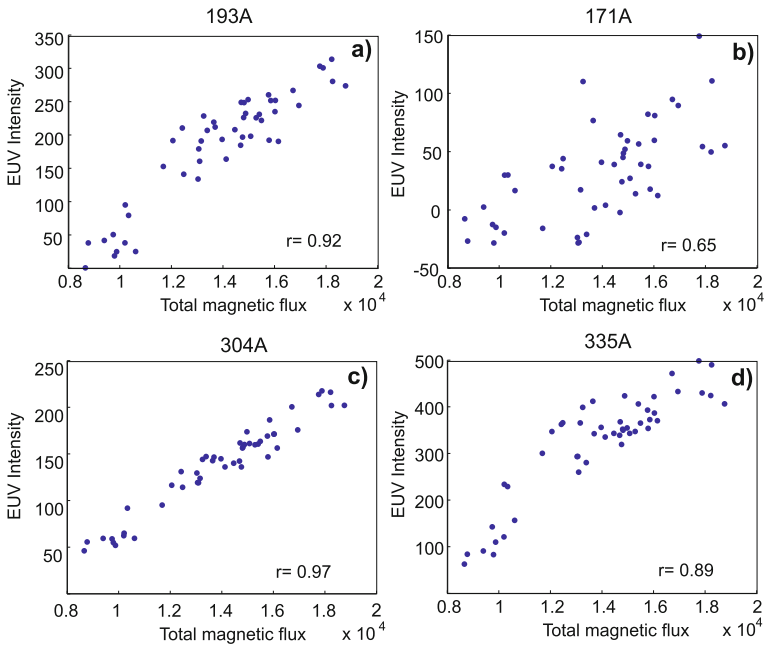 193A
a)
EUV Intensity
350
300
250
200
150
100
50
r= 0.92
0.8 1 1.2 1.4 1.6 1.8 2
Total magnetic flux x 10^4
171A
b)
EUV Intensity
150
100
50
0
-50
r= 0.65
0.8 1 1.2 1.4 1.6 1.8 2
Total magnetic flux x 10^4
304A
c)
EUV Intensity
250
200
150
100
50
r= 0.97
0.8 1 1.2 1.4 1.6 1.8 2
Total magnetic flux x 10^4
335A
d)
EUV Intensity
500
400
300
200
100
r= 0.89
0.8 1 1.2 1.4 1.6 1.8 2
Total magnetic flux x 10^4